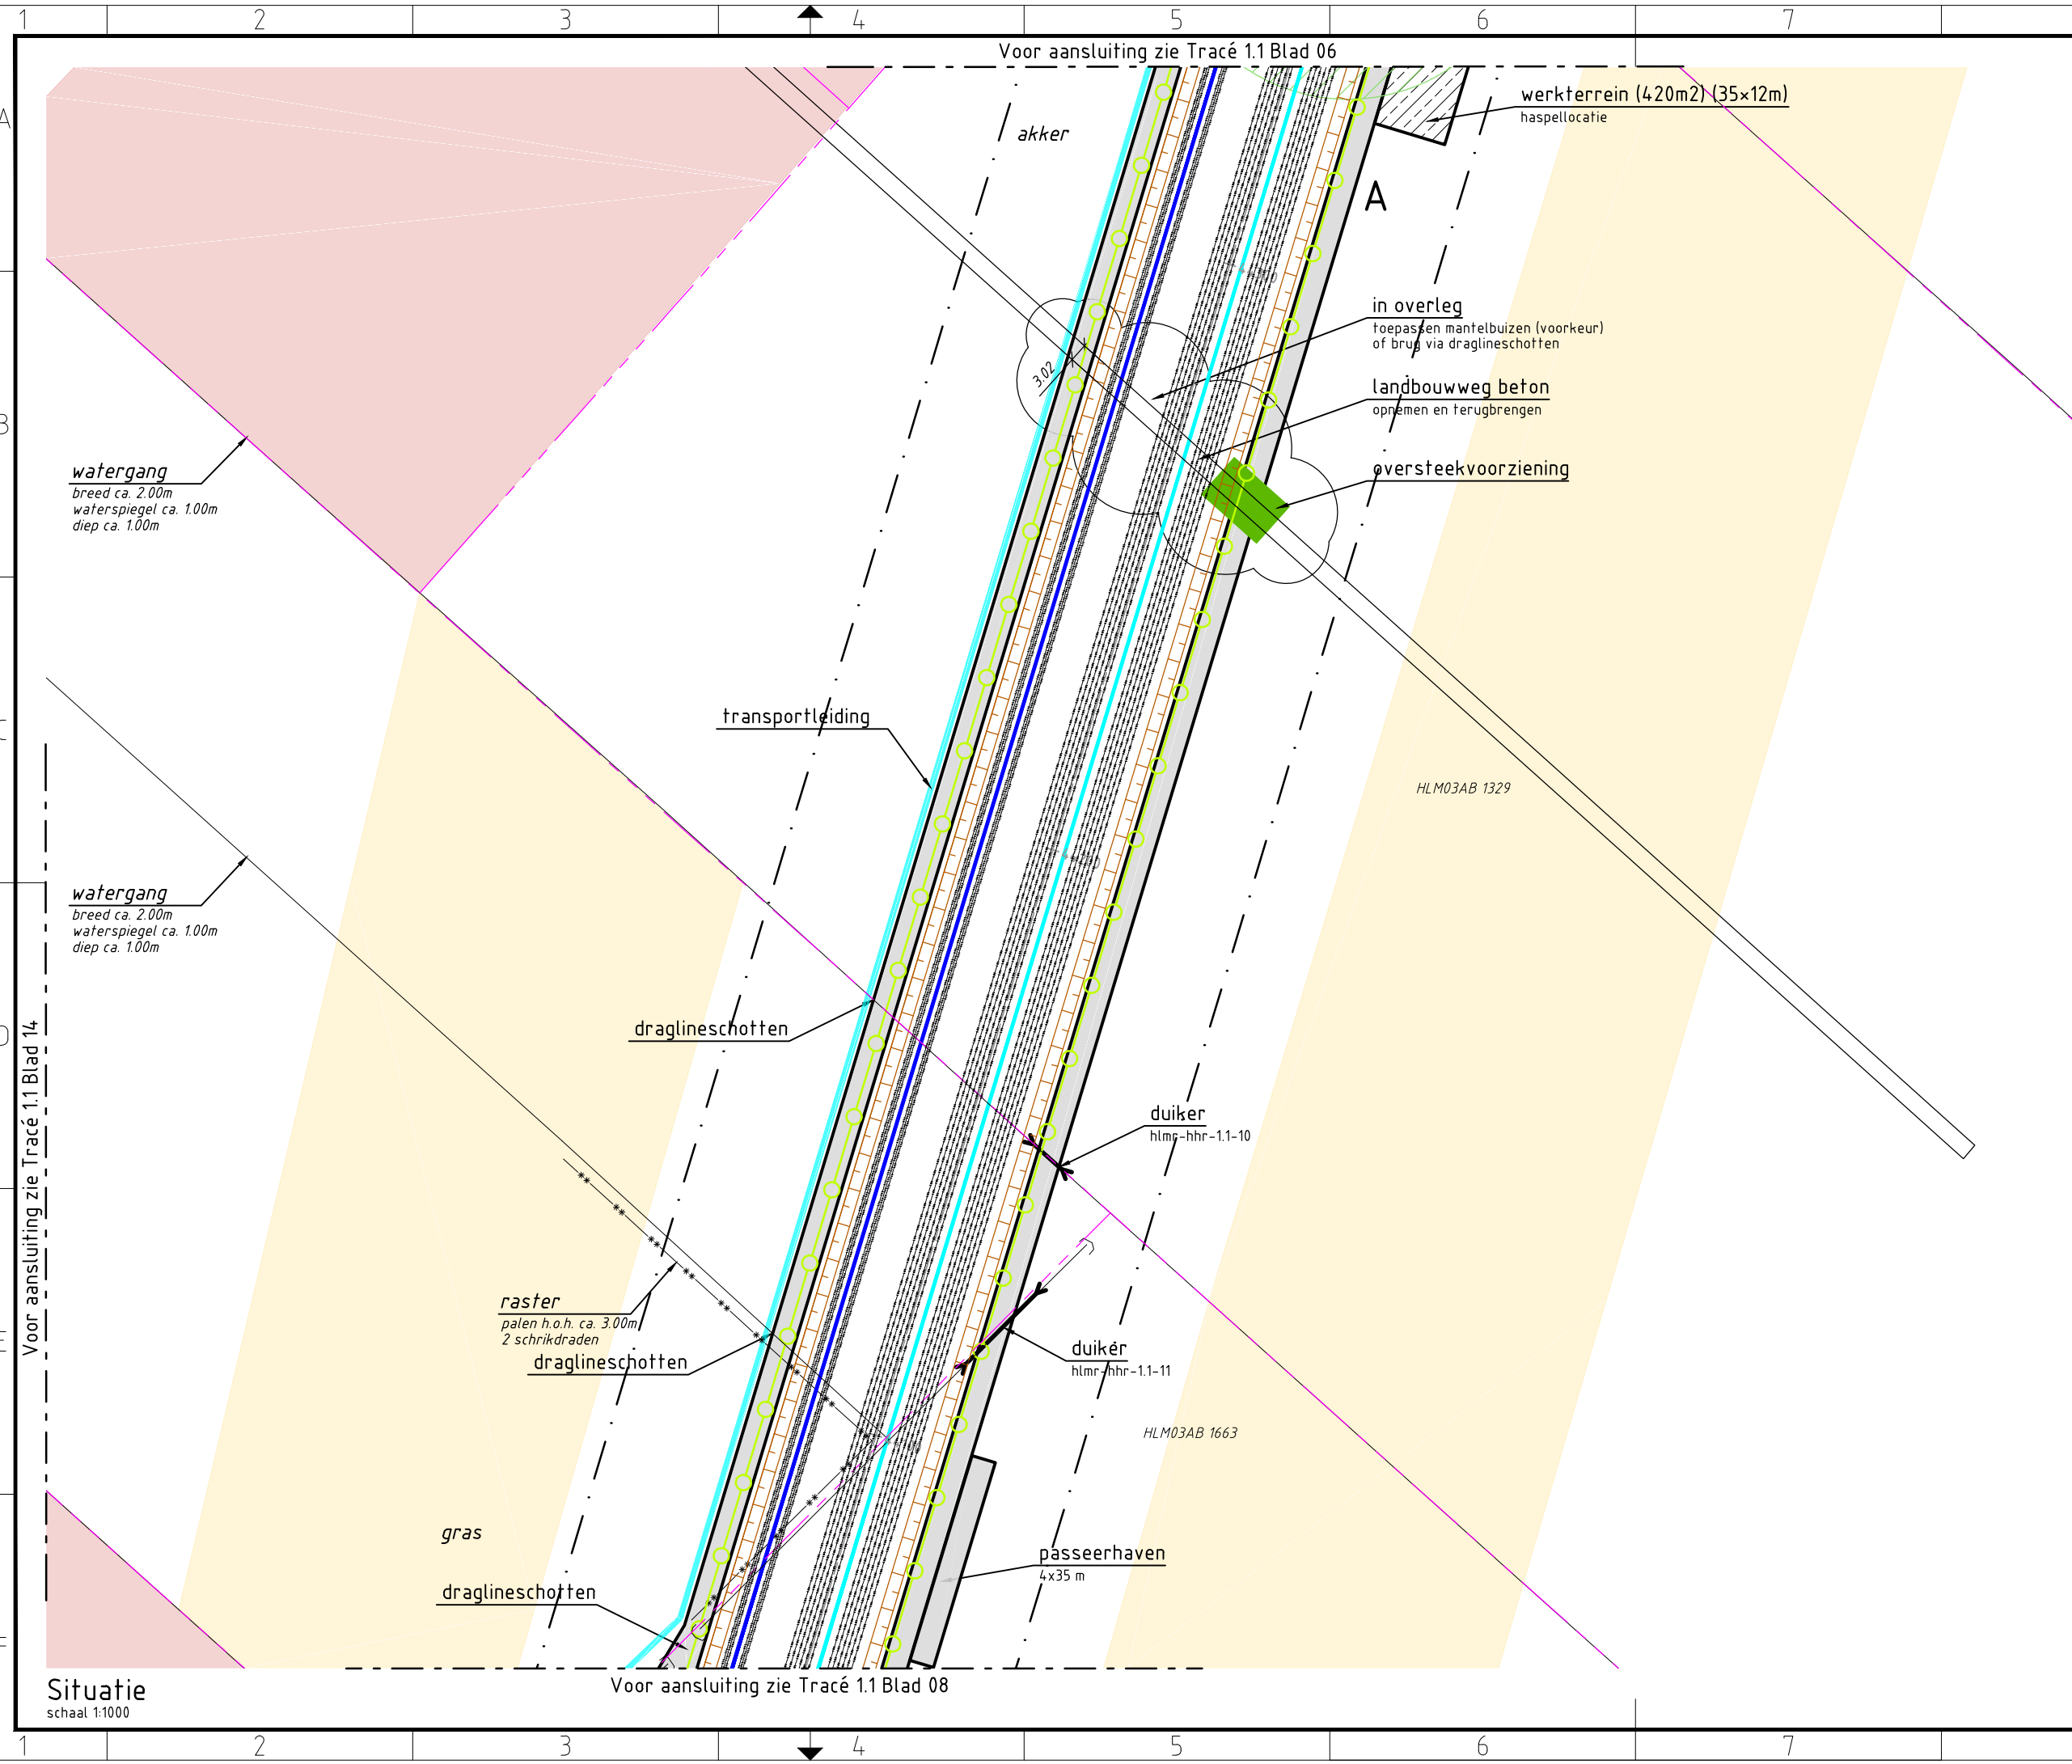 1 2 3 4 5 6 7
Voor aansluiting zie Tracé 1.1 Blad 06
werkterrein (420m2) (35×12m)
haspellocatie
A
akker
A
in overleg
toepassen mantelbuizen (voorkeur)
of brug via draglineschotten
3.02
landbouwweg beton
opnemen en terugbrengen
B
oversteekvoorziening
watergang
breed ca. 2.00m
waterspiegel ca. 1.00m
diep ca. 1.00m
transportleiding
C
HLM03AB 1329
watergang
breed ca. 2.00m
waterspiegel ca. 1.00m
diep ca. 1.00m
draglineschotten
D
Voor aansluiting zie Tracé 1.1 Blad 14
duiker
hlmr-hhr-1.1-10
raster
palen h.o.h. ca. 3.00m
2 schrikdraden
E
draglineschotten
duiker
hlmr-hhr-1.1-11
HLM03AB 1663
gras
passeerhaven
4x35 m
draglineschotten
Situatie
schaal 1:1000
Voor aansluiting zie Tracé 1.1 Blad 08
1 2 3 4 5 6 7